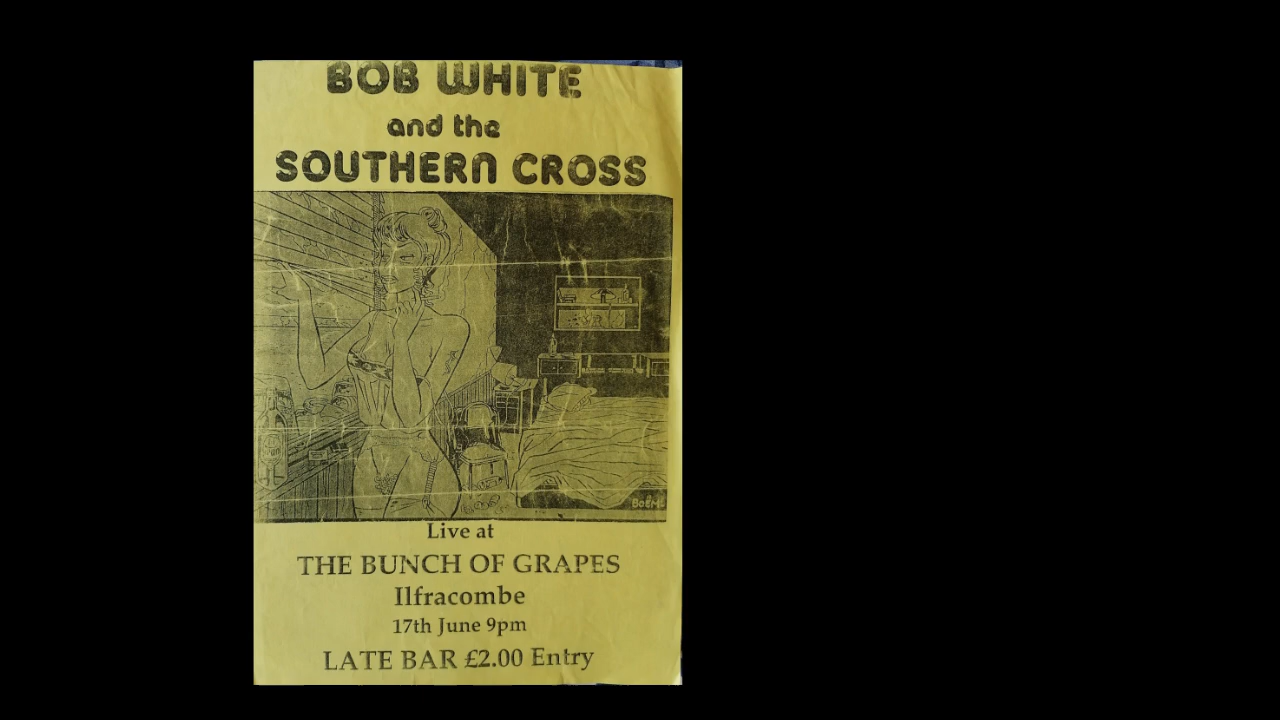 BOB WHITE
and the
SOUTHERN CROSS
Live at
THE BUNCH OF GRAPES
Ilfracombe
17th June 9pm
LATE BAR £2.00 Entry